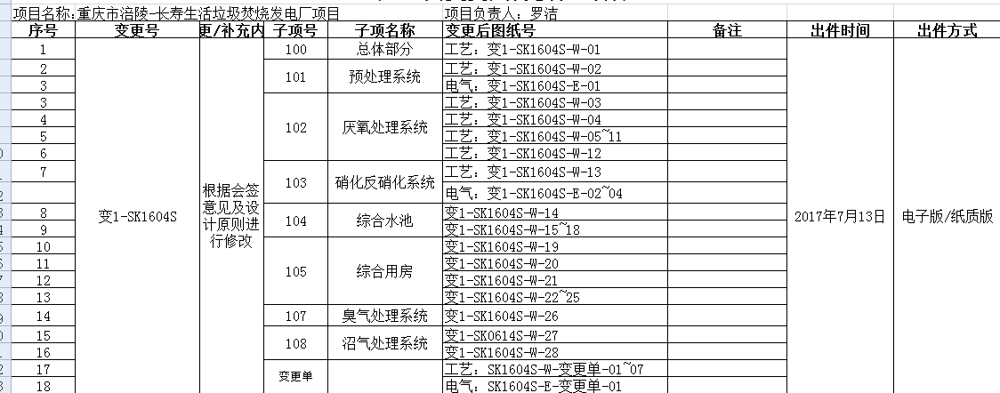 项目名称:重庆市涪陵-长寿生活垃圾焚烧发电厂项目 项目负责人: 罗洁
序号 变更号 更/补充内 子项号 子项名称 变更后图纸号 备注 出件时间 出件方式
1 100 总体部分 工艺: 变1-SK1604S-W-01
2 101 预处理系统 工艺: 变1-SK1604S-W-02
3 电气: 变1-SK1604S-E-01
3 102 厌氧处理系统 工艺: 变1-SK1604S-W-03
4 工艺: 变1-SK1604S-W-04
5 工艺: 变1-SK1604S-W-05~11
6 工艺: 变1-SK1604S-W-12
7 103 硝化反硝化系统 工艺: 变1-SK1604S-W-13
电气: 变1-SK1604S-E-02~04
变1-SK1604S
根据会签
意见及设
计原则进
行修改
2017年7月13日 电子版/纸质版
8 104 综合水池 变1-SK1604S-W-14
9 变1-SK1604S-W-15~18
10 105 综合用房 变1-SK1604S-W-19
11 变1-SK1604S-W-20
12 变1-SK1604S-W-21
13 变1-SK1604S-W-22~25
14 107 臭气处理系统 变1-SK1604S-W-26
15 108 沼气处理系统 变1-SK0614S-W-27
16 变1-SK1604S-W-28
17 变更单 工艺: SK1604S-W-变更单-01~07
18 电气: SK1604S-E-变更单-01